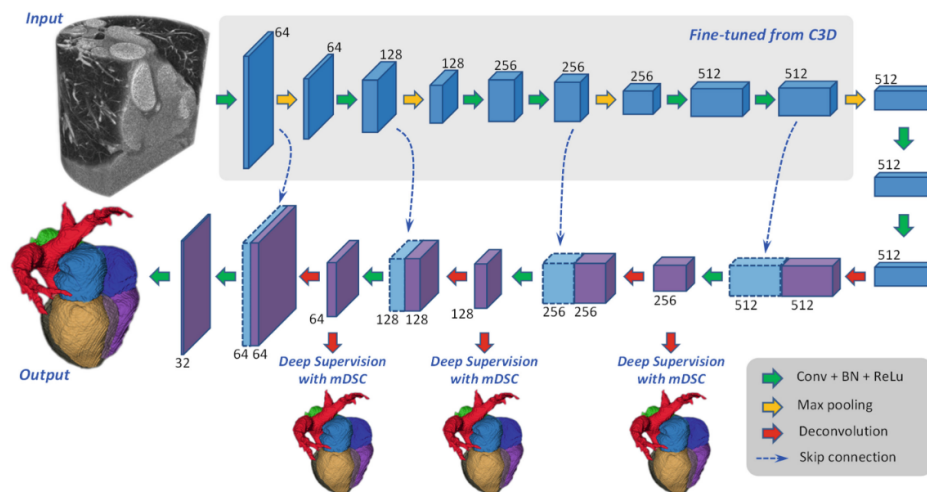 Input
Fine-tuned from C3D
64
64
128
128
256
256
256
512
512
512
512
512
32
64 64
64
128 128
128
256 256
256
512 512
Output
Deep Supervision
with mDSC
Deep Supervision
with mDSC
Deep Supervision
with mDSC
Conv + BN + ReLu
Max pooling
Deconvolution
Skip connection